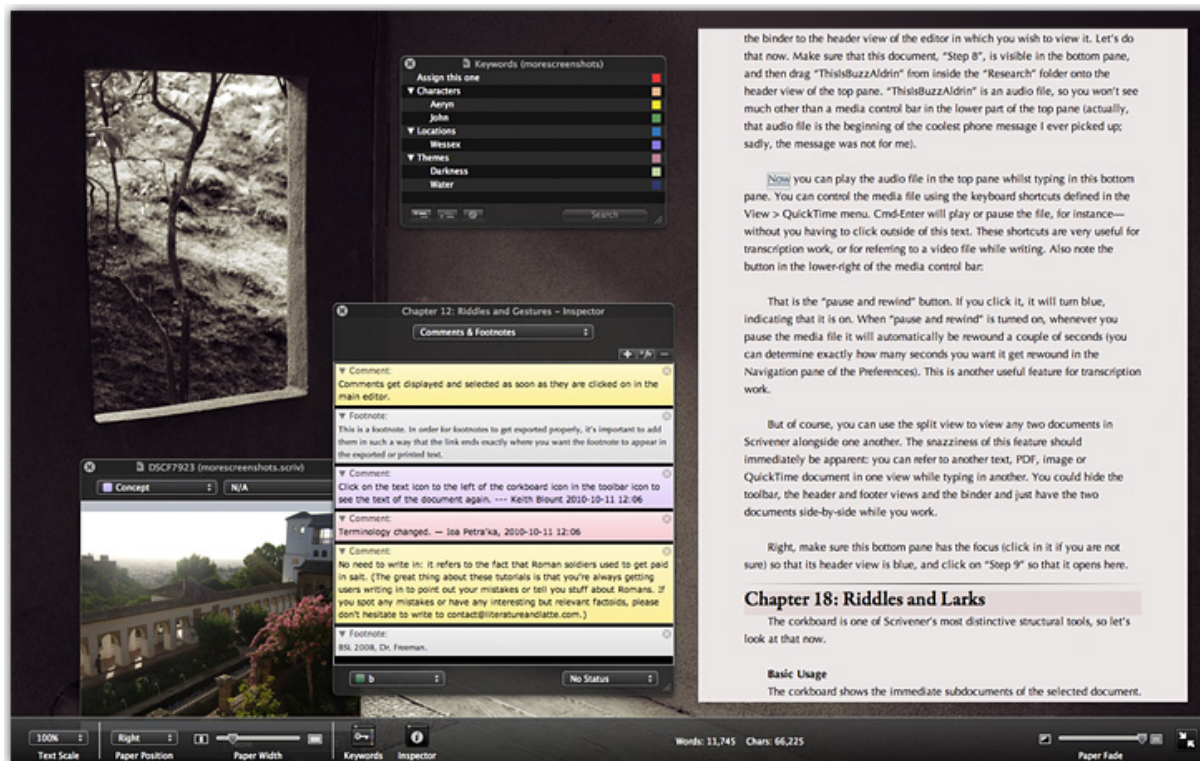 Keywords (morescreenshots)
Assign this one
Characters
Aeryn
John
Locations
Wessex
Themes
Darkness
Water
Search
Chapter 12: Riddles and Gestures – Inspector
Comments & Footnotes
Comment:
Comments get displayed and selected as soon as they are clicked on in the
main editor.
Footnote:
This is a footnote. In order for footnotes to get exported properly, it's important to add
them in such a way that the link ends exactly where you want the footnote to appear in
the exported or printed text.
Comment:
Click on the text icon to the left of the corkboard icon in the toolbar icon to
see the text of the document again. --- Keith Blount 2010-10-11 12:06
Comment:
Terminology changed. — Ioa Petra'ka, 2010-10-11 12:06
Comment:
No need to write in: it refers to the fact that Roman soldiers used to get paid
in salt. (The great thing about these tutorials is that you're always getting
users writing in to point out your mistakes or tell you stuff about Romans. If
you spot any mistakes or have any interesting but relevant factoids, please
don't hesitate to write to contact@literatureandlatte.com.)
Footnote:
BSL 2008, Dr. Freeman.
b
No Status
DSCF7923 (morescreenshots.scriv)
Concept
N/A
the binder to the header view of the editor in which you wish to view it. Let's do
that now. Make sure that this document, "Step 8", is visible in the bottom pane,
and then drag "ThisIsBuzzAldrin" from inside the "Research" folder onto the
header view of the top pane. "ThisIsBuzzAldrin" is an audio file, so you won't see
much other than a media control bar in the lower part of the top pane (actually,
that audio file is the beginning of the coolest phone message I ever picked up;
sadly, the message was not for me).
Now you can play the audio file in the top pane whilst typing in this bottom
pane. You can control the media file using the keyboard shortcuts defined in the
View > QuickTime menu. Cmd-Enter will play or pause the file, for instance—
without you having to click outside of this text. These shortcuts are very useful for
transcription work, or for referring to a video file while writing. Also note the
button in the lower-right of the media control bar:
That is the "pause and rewind" button. If you click it, it will turn blue,
indicating that it is on. When "pause and rewind" is turned on, whenever you
pause the media file it will automatically be rewound a couple of seconds (you
can determine exactly how many seconds you want it get rewound in the
Navigation pane of the Preferences). This is another useful feature for transcription
work.
But of course, you can use the split view to view any two documents in
Scrivener alongside one another. The snazziness of this feature should
immediately be apparent: you can refer to another text, PDF, image or
QuickTime document in one view while typing in another. You could hide the
toolbar, the header and footer views and the binder and just have the two
documents side-by-side while you work.
Right, make sure this bottom pane has the focus (click in it if you are not
sure) so that its header view is blue, and click on "Step 9" so that it opens here.
Chapter 18: Riddles and Larks
The corkboard is one of Scrivener's most distinctive structural tools, so let's
look at that now.
Basic Usage
The corkboard shows the immediate subdocuments of the selected document.
100%
Text Scale
Right
Paper Position
Paper Width
Keywords
Inspector
Words: 11,745 Chars: 66,225
Paper Fade